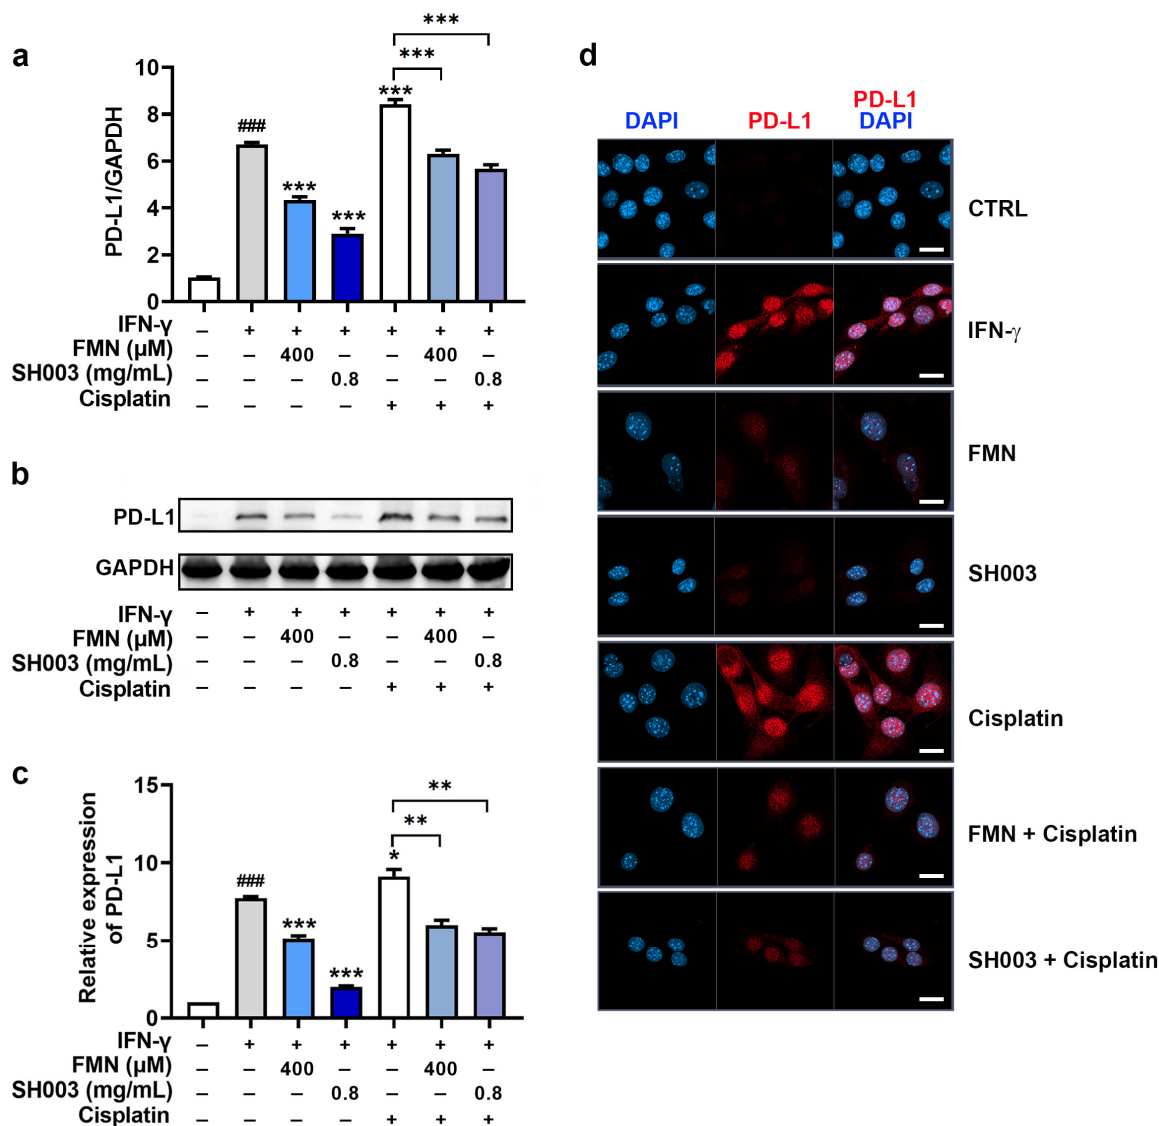 a
PD-L1/GAPDH
10
8
6
4
2
0
###
***
***
***
***
***
IFN-γ – + + + + + +
FMN (µM) – – 400 – – 400 –
SH003 (mg/mL) – – – 0.8 – – 0.8
Cisplatin – – – – + + +
b
PD-L1
GAPDH
IFN-γ – + + + + + +
FMN (µM) – – 400 – – 400 –
SH003 (mg/mL) – – – 0.8 – – 0.8
Cisplatin – – – – + + +
c
Relative expression
of PD-L1
15
10
5
0
###
***
***
*
**
**
IFN-γ – + + + + + +
FMN (µM) – – 400 – – 400 –
SH003 (mg/mL) – – – 0.8 – – 0.8
Cisplatin – – – – + + +
d
DAPI
PD-L1
PD-L1
DAPI
CTRL
IFN-γ
FMN
SH003
Cisplatin
FMN + Cisplatin
SH003 + Cisplatin